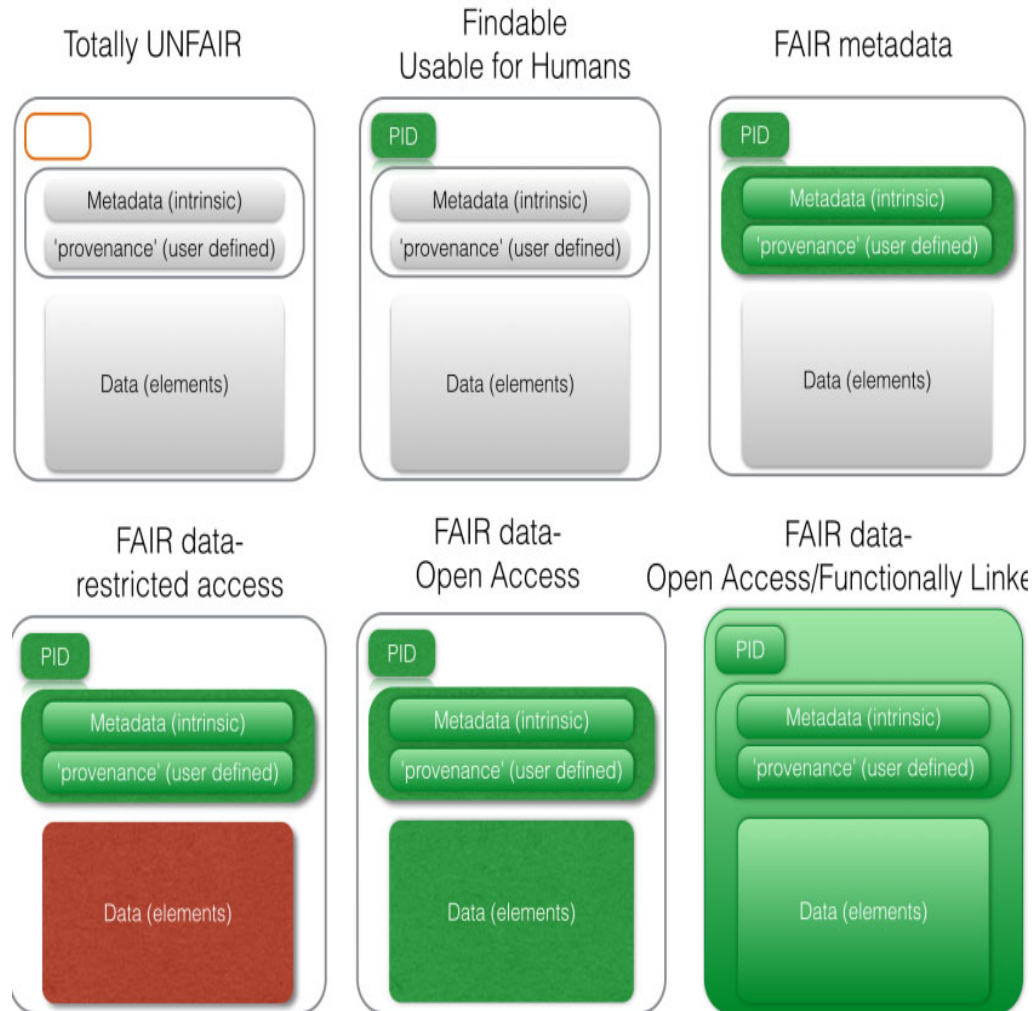 Totally UNFAIR
Metadata (intrinsic)
'provenance' (user defined)
Data (elements)
Findable
Usable for Humans
PID
Metadata (intrinsic)
'provenance' (user defined)
Data (elements)
FAIR metadata
PID
Metadata (intrinsic)
'provenance' (user defined)
Data (elements)
FAIR data-
restricted access
PID
Metadata (intrinsic)
'provenance' (user defined)
Data (elements)
FAIR data-
Open Access
PID
Metadata (intrinsic)
'provenance' (user defined)
Data (elements)
FAIR data-
Open Access/Functionally Linke
PID
Metadata (intrinsic)
'provenance' (user defined)
Data (elements)